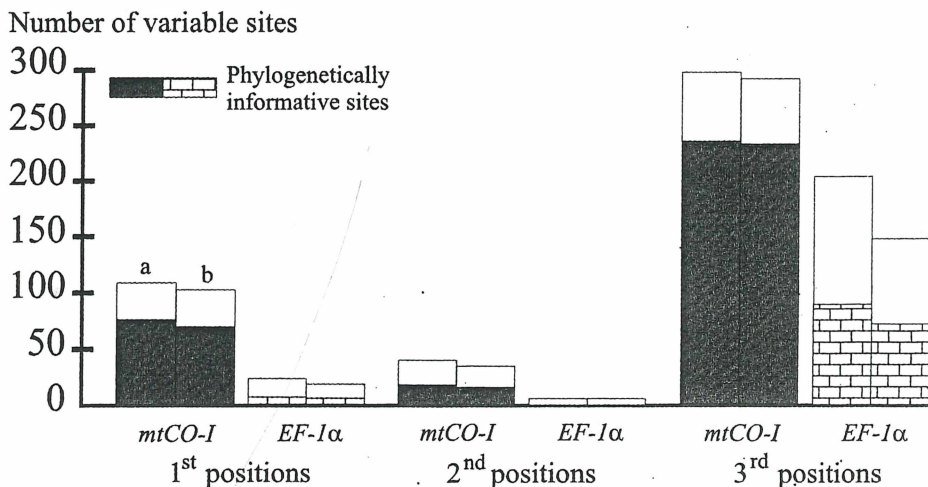 Number of variable sites
300
Phylogenetically
informative sites
250
200
150
100
a
b
50
0
mtCO-I EF-1α mtCO-I EF-1α mtCO-I EF-1α
1st positions 2nd positions 3rd positions